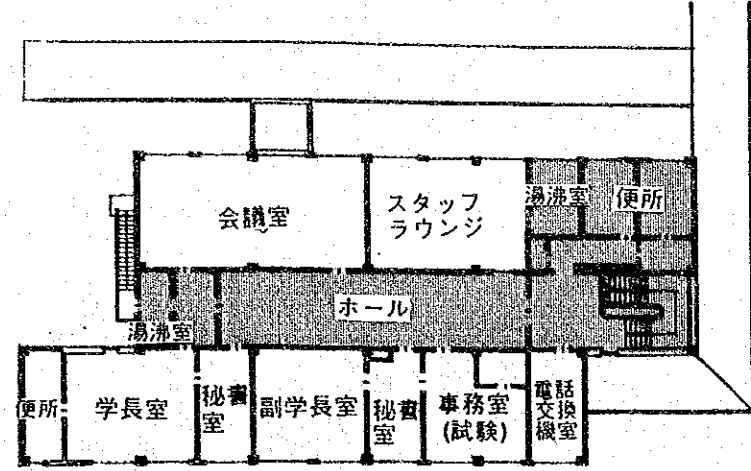 会議室
スタッフ
ラウンジ
湯沸室
便所
ホール
湯沸室
便所
学長室
秘書
室
副学長室
秘書
室
事務室
(試験)
電話
交換
機室